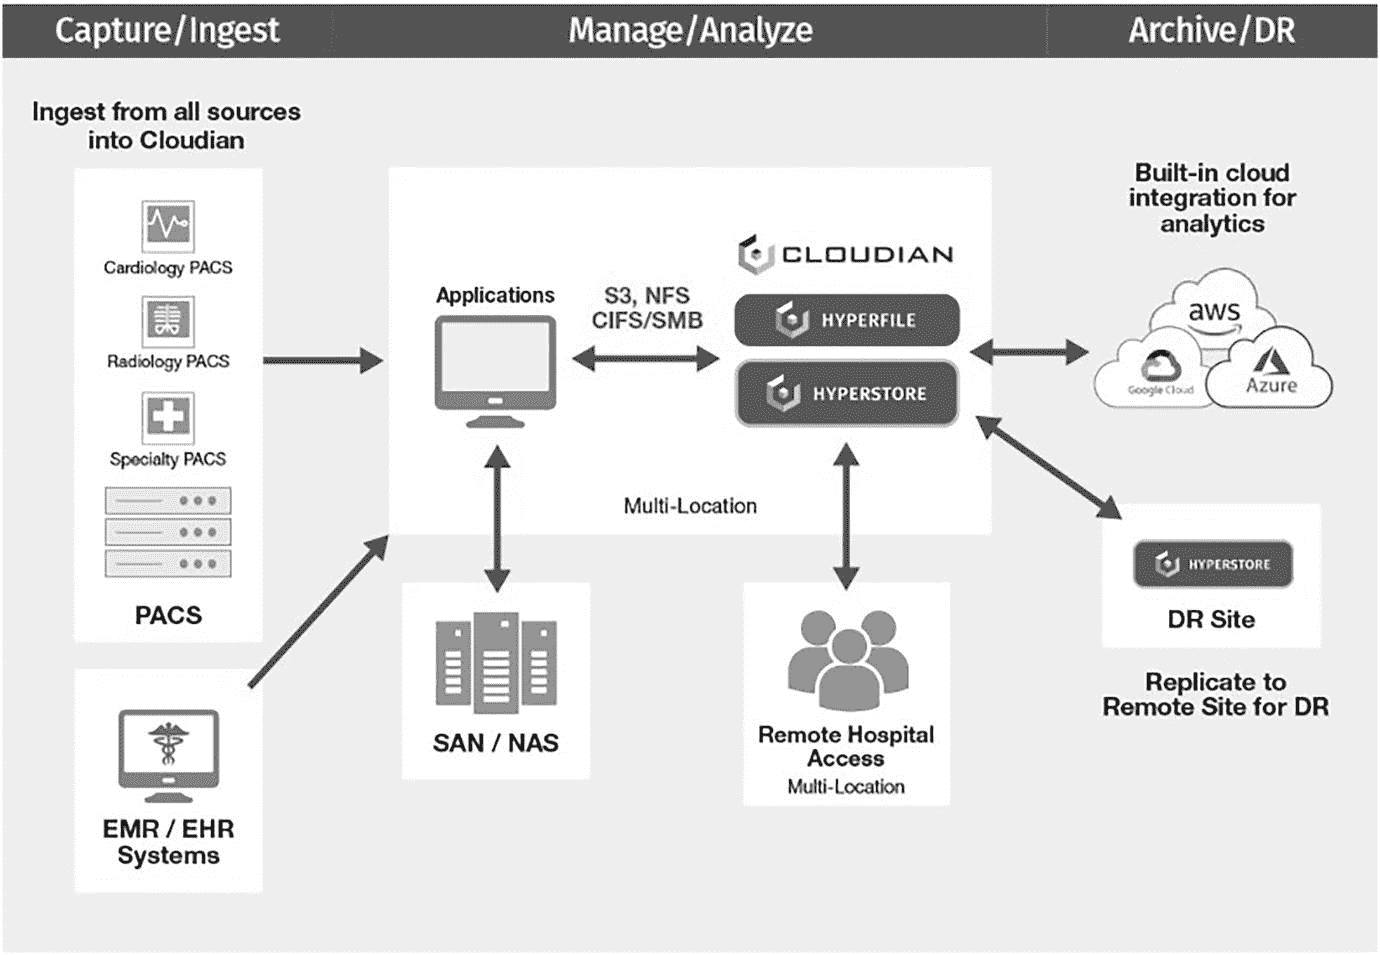 Capture/Ingest
Manage/Analyze
Archive/DR
Ingest from all sources
into Cloudian
Cardiology PACS
Radiology PACS
Specialty PACS
PACS
EMR / EHR
Systems
Applications
S3, NFS
CIFS/SMB
CLOUDIAN
HYPERFILE
HYPERSTORE
Multi-Location
SAN / NAS
Remote Hospital
Access
Multi-Location
Built-in cloud
integration for
analytics
aws
Google Cloud
Azure
HYPERSTORE
DR Site
Replicate to
Remote Site for DR